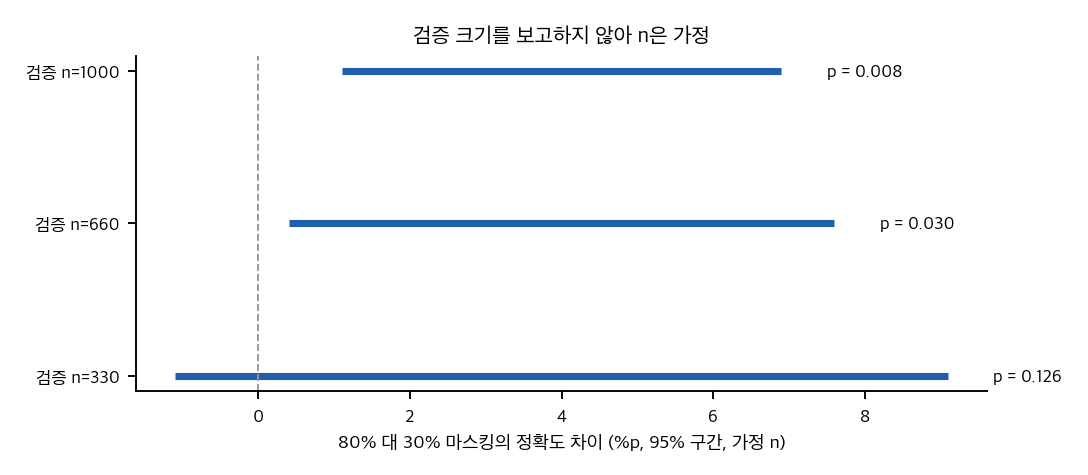 검증 크기를 보고하지 않아 n은 가정
검증 n=1000
p = 0.008
검증 n=660
p = 0.030
검증 n=330
p = 0.126
0 2 4 6 8
80% 대 30% 마스킹의 정확도 차이 (%p, 95% 구간, 가정 n)